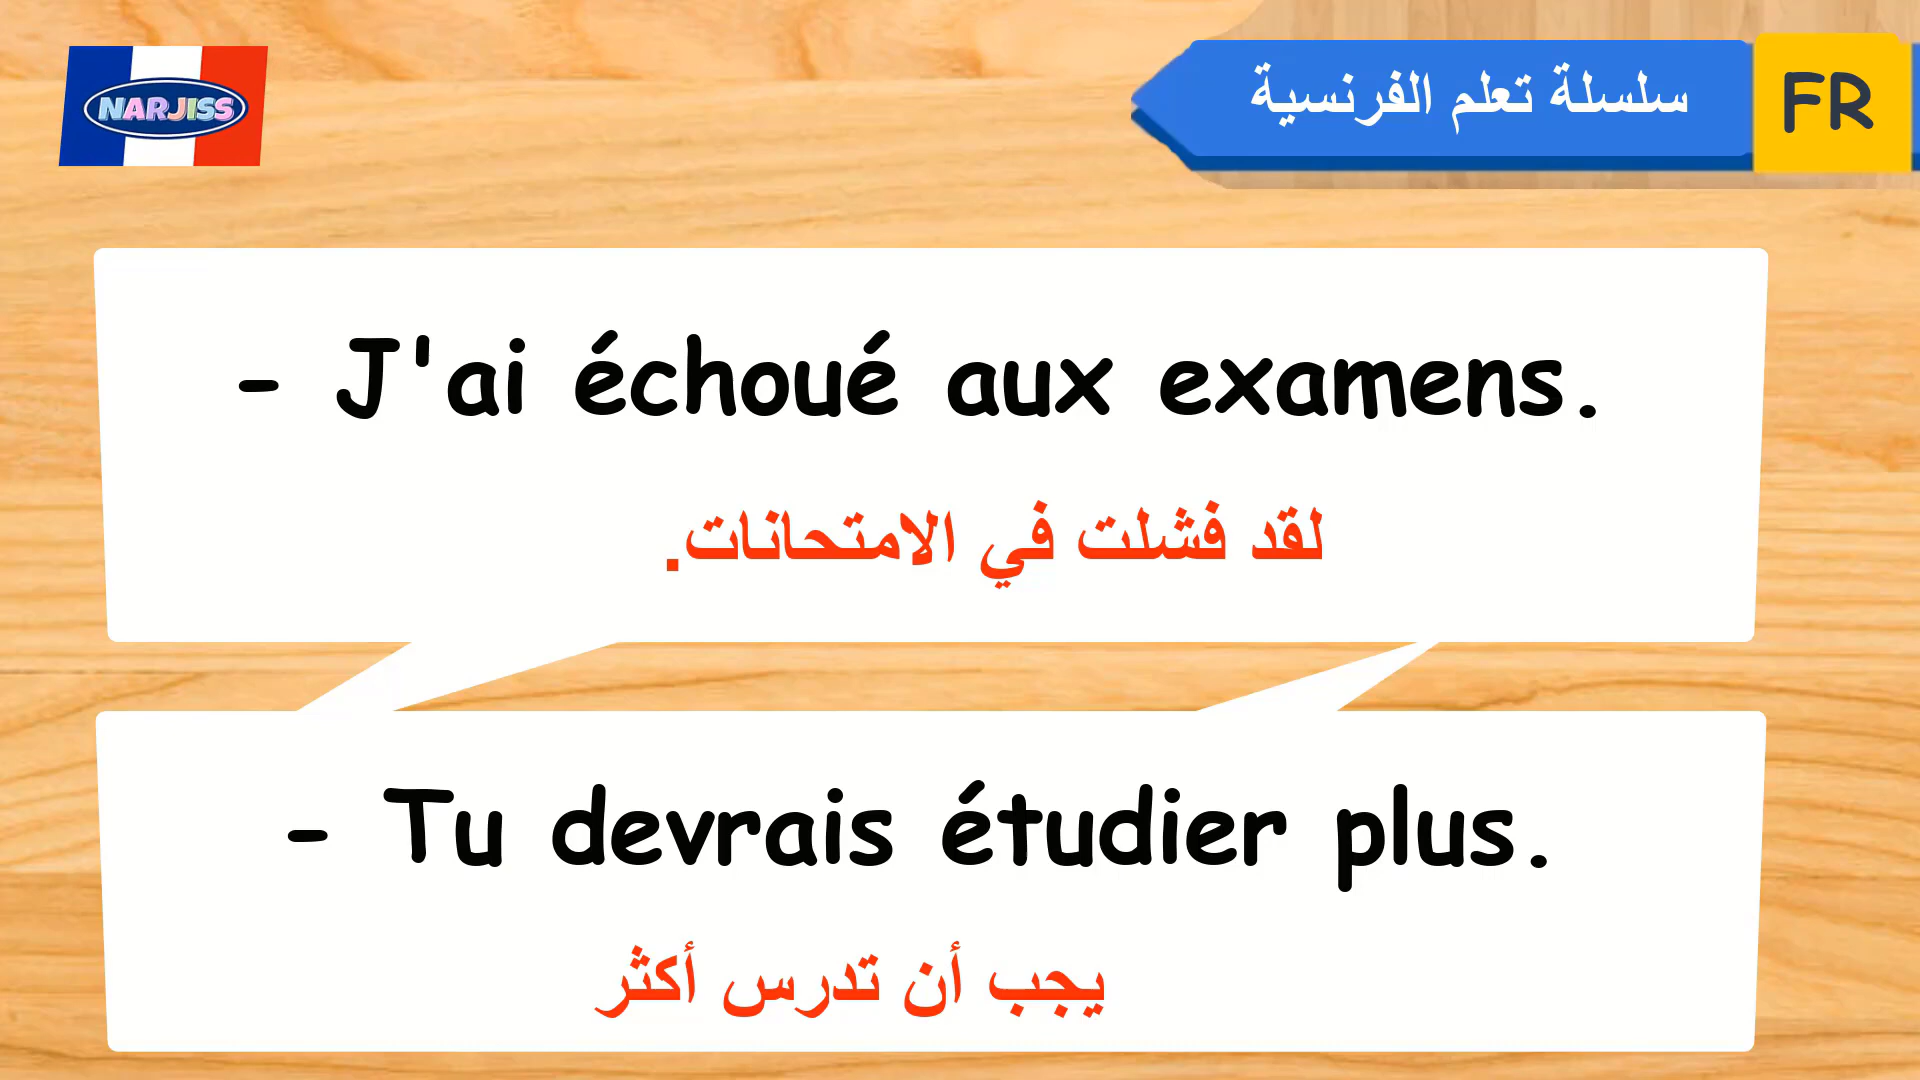 NARJISS
سلسلة تعلم الفرنسية
FR
- J'ai échoué aux examens.
لقد فشلت في الامتحانات.
- Tu devrais étudier plus.
يجب أن تدرس أكثر